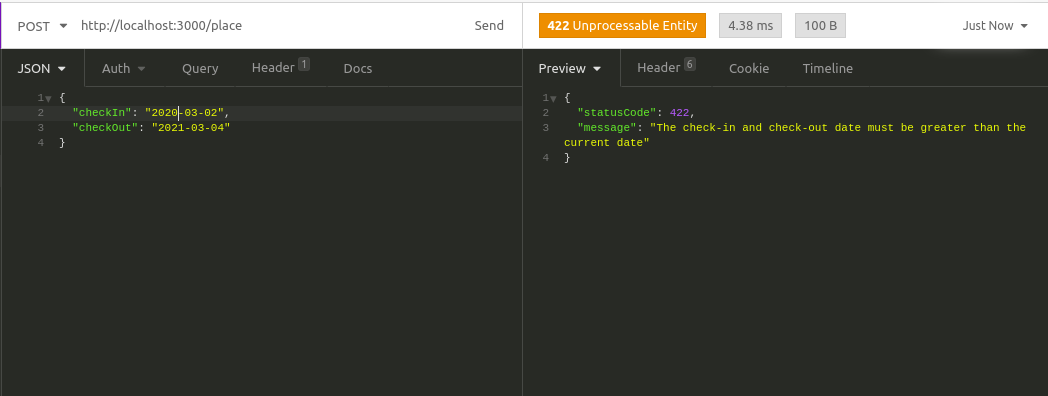 POST http://localhost:3000/place Send
422 Unprocessable Entity 4.38 ms 100 B Just Now
JSON Auth Query Header 1 Docs
Preview Header 6 Cookie Timeline
1 {
2 "checkIn": "2020-03-02",
3 "checkOut": "2021-03-04"
4 }
1 {
2 "statusCode": 422,
3 "message": "The check-in and check-out date must be greater than the
current date"
4 }